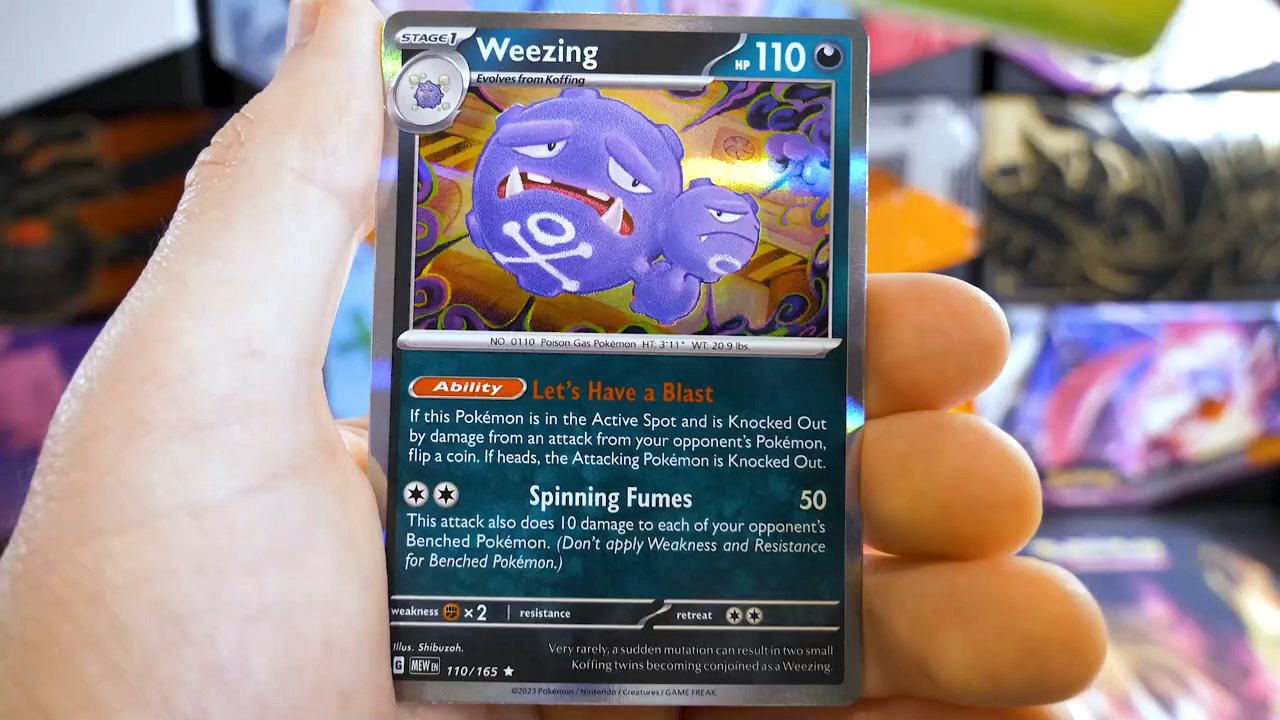 STAGE1
Weezing
HP 110
Evolves from Koffing
NO. 0110 Poison Gas Pokémon HT: 3'11" WT: 20.9 lbs.
Ability Let's Have a Blast
If this Pokémon is in the Active Spot and is Knocked Out
by damage from an attack from your opponent's Pokémon,
flip a coin. If heads, the Attacking Pokémon is Knocked Out.
Spinning Fumes 50
This attack also does 10 damage to each of your opponent's
Benched Pokémon. (Don't apply Weakness and Resistance
for Benched Pokémon.)
weakness ×2 resistance retreat
Illus. Shibuzoh.
Very rarely, a sudden mutation can result in two small
Koffing twins becoming conjoined as a Weezing.
G MEW EN 110/165
©2023 Pokémon / Nintendo / Creatures / GAME FREAK